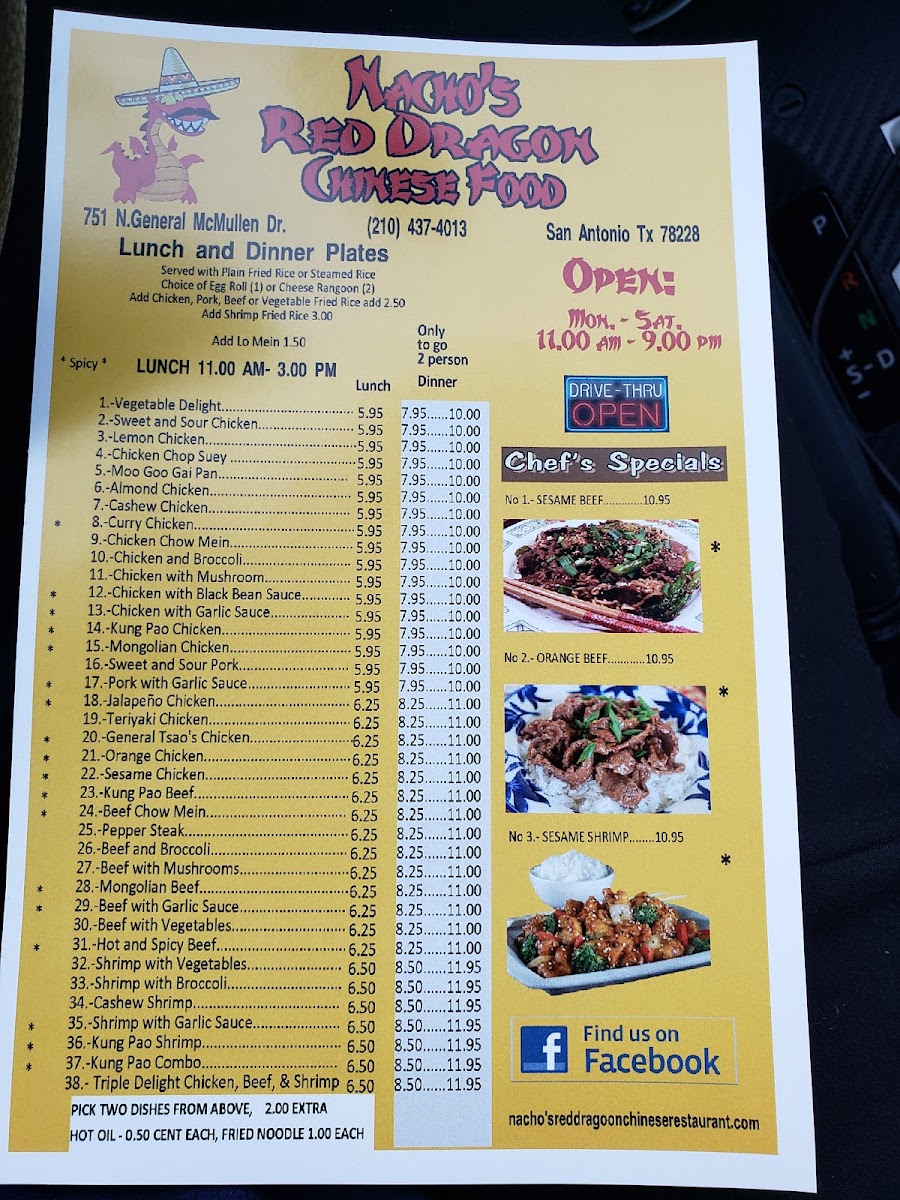 NACHO'S
RED DRAGON
CHINESE FOOD
751 N.General McMullen Dr. (210) 437-4013 San Antonio Tx 78228
Lunch and Dinner Plates
Served with Plain Fried Rice or Steamed Rice
Choice of Egg Roll (1) or Cheese Rangoon (2)
Add Chicken, Pork, Beef or Vegetable Fried Rice add 2.50
Add Shrimp Fried Rice 3.00
Add Lo Mein 1.50
* Spicy * LUNCH 11.00 AM- 3.00 PM
Only
to go
2 person
Lunch Dinner
1.-Vegetable Delight 5.95 7.95......10.00
2.-Sweet and Sour Chicken 5.95 7.95......10.00
3.-Lemon Chicken 5.95 7.95......10.00
4.-Chicken Chop Suey 5.95 7.95......10.00
5.-Moo Goo Gai Pan 5.95 7.95......10.00
6.-Almond Chicken 5.95 7.95......10.00
7.-Cashew Chicken 5.95 7.95......10.00
* 8.-Curry Chicken 5.95 7.95......10.00
9.-Chicken Chow Mein 5.95 7.95......10.00
10.-Chicken and Broccoli 5.95 7.95......10.00
11.-Chicken with Mushroom 5.95 7.95......10.00
* 12.-Chicken with Black Bean Sauce 5.95 7.95......10.00
* 13.-Chicken with Garlic Sauce 5.95 7.95......10.00
* 14.-Kung Pao Chicken 5.95 7.95......10.00
* 15.-Mongolian Chicken 5.95 7.95......10.00
16.-Sweet and Sour Pork 5.95 7.95......10.00
* 17.-Pork with Garlic Sauce 5.95 7.95......10.00
* 18.-Jalapeño Chicken 6.25 8.25......11.00
19.-Teriyaki Chicken 6.25 8.25......11.00
* 20.-General Tsao's Chicken 6.25 8.25......11.00
* 21.-Orange Chicken 6.25 8.25......11.00
* 22.-Sesame Chicken 6.25 8.25......11.00
* 23.-Kung Pao Beef 6.25 8.25......11.00
* 24.-Beef Chow Mein 6.25 8.25......11.00
25.-Pepper Steak 6.25 8.25......11.00
26.-Beef and Broccoli 6.25 8.25......11.00
27.-Beef with Mushrooms 6.25 8.25......11.00
* 28.-Mongolian Beef 6.25 8.25......11.00
* 29.-Beef with Garlic Sauce 6.25 8.25......11.00
30.-Beef with Vegetables 6.25 8.25......11.00
* 31.-Hot and Spicy Beef 6.25 8.25......11.00
32.-Shrimp with Vegetables 6.50 8.50......11.95
33.-Shrimp with Broccoli 6.50 8.50......11.95
34.-Cashew Shrimp 6.50 8.50......11.95
* 35.-Shrimp with Garlic Sauce 6.50 8.50......11.95
* 36.-Kung Pao Shrimp 6.50 8.50......11.95
* 37.-Kung Pao Combo 6.50 8.50......11.95
38.- Triple Delight Chicken, Beef, & Shrimp 6.50 8.50......11.95
PICK TWO DISHES FROM ABOVE, 2.00 EXTRA
HOT OIL - 0.50 CENT EACH, FRIED NOODLE 1.00 EACH
OPEN:
MON. - SAT.
11.00 AM - 9.00 PM
DRIVE-THRU
OPEN
Chef's Specials
No 1.- SESAME BEEF............10.95
*
No 2.- ORANGE BEEF............10.95
*
No 3.- SESAME SHRIMP........10.95
*
f Find us on
Facebook
nacho'sreddragoonchineserestaurant.com
P
R
N
+ S-D
-